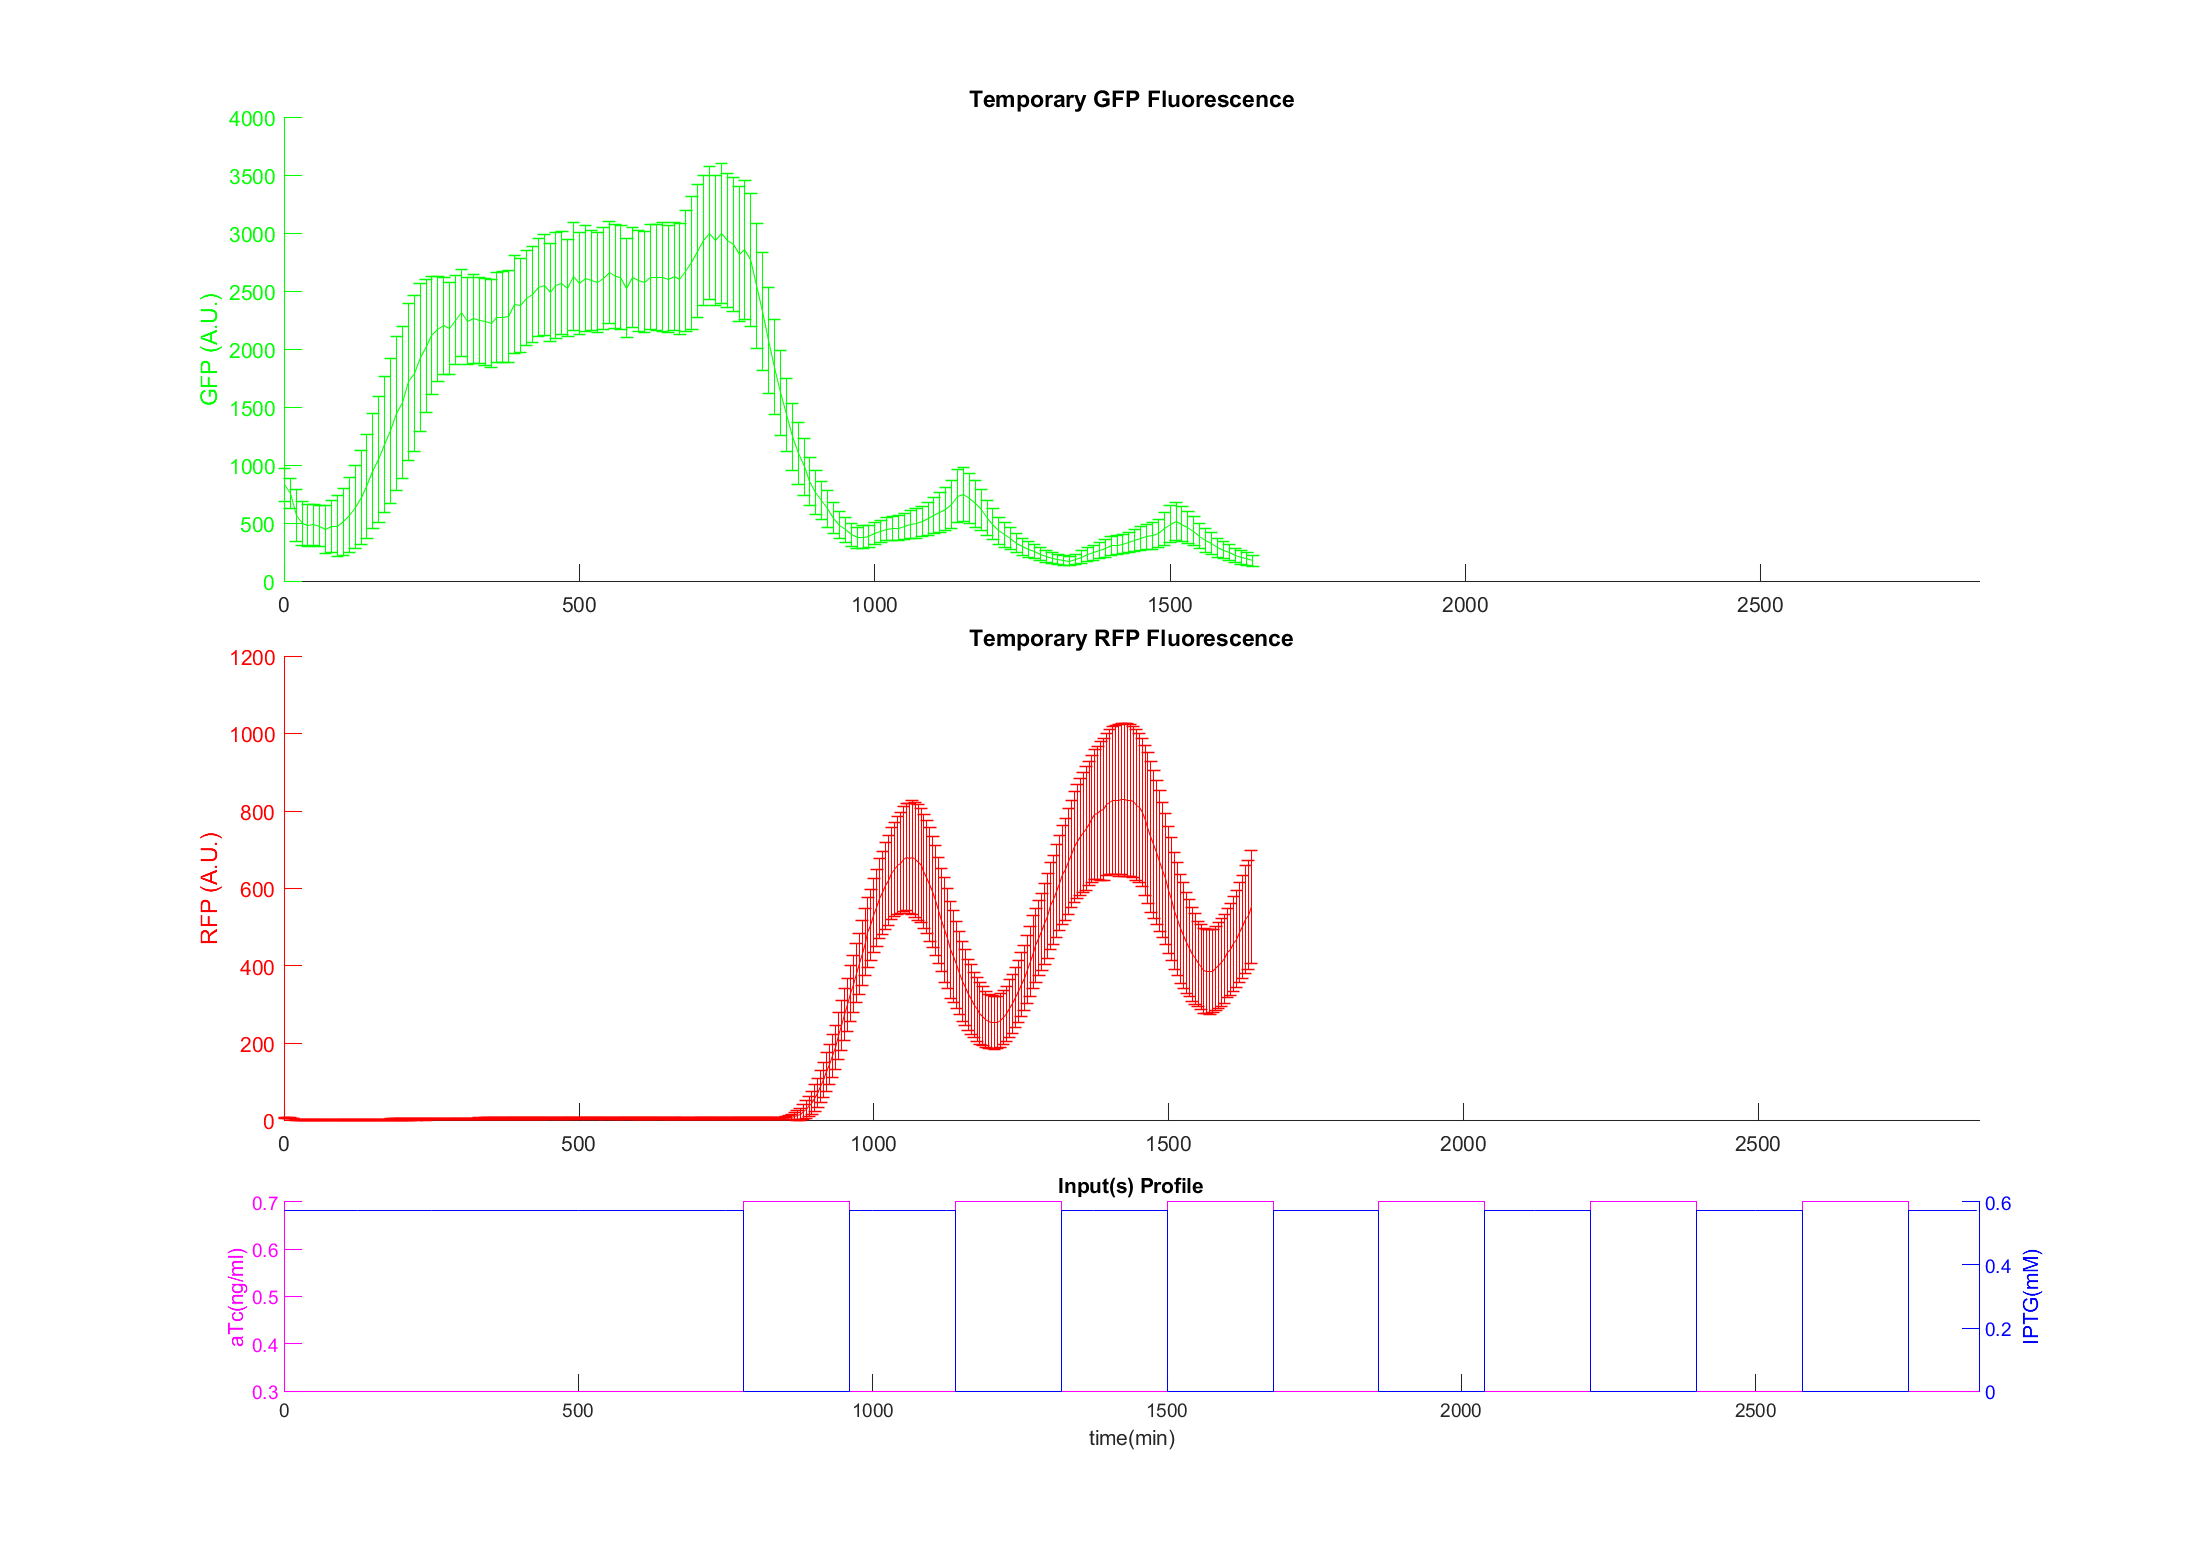 Temporary GFP Fluorescence
4000
3500
3000
2500
2000
1500
1000
500
0
GFP (A.U.)
0 500 1000 1500 2000 2500
Temporary RFP Fluorescence
1200
1000
800
600
400
200
0
RFP (A.U.)
0 500 1000 1500 2000 2500
Input(s) Profile
0.7
0.6
0.5
0.4
0.3
aTc(ng/ml)
0.6
0.4
0.2
0
IPTG(mM)
0 500 1000 1500 2000 2500
time(min)